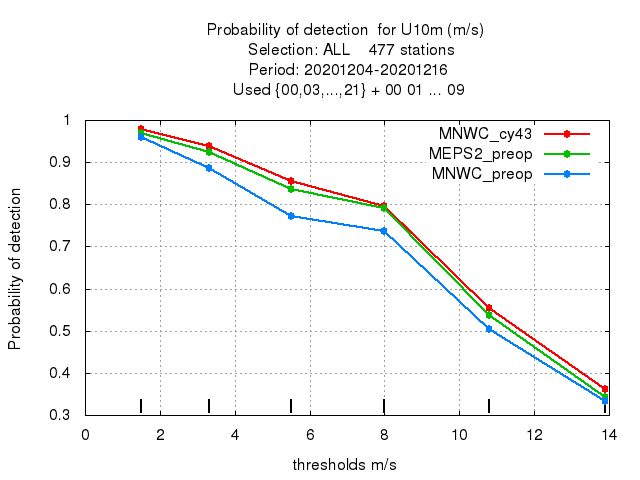 Probability of detection  for U10m (m/s)
Selection: ALL    477 stations
Period: 20201204-20201216
Used {00,03,...,21} + 00 01 ... 09
MNWC_cy43
MEPS2_preop
MNWC_preop
Probability of detection
1
0.9
0.8
0.7
0.6
0.5
0.4
0.3
0 2 4 6 8 10 12 14
thresholds m/s